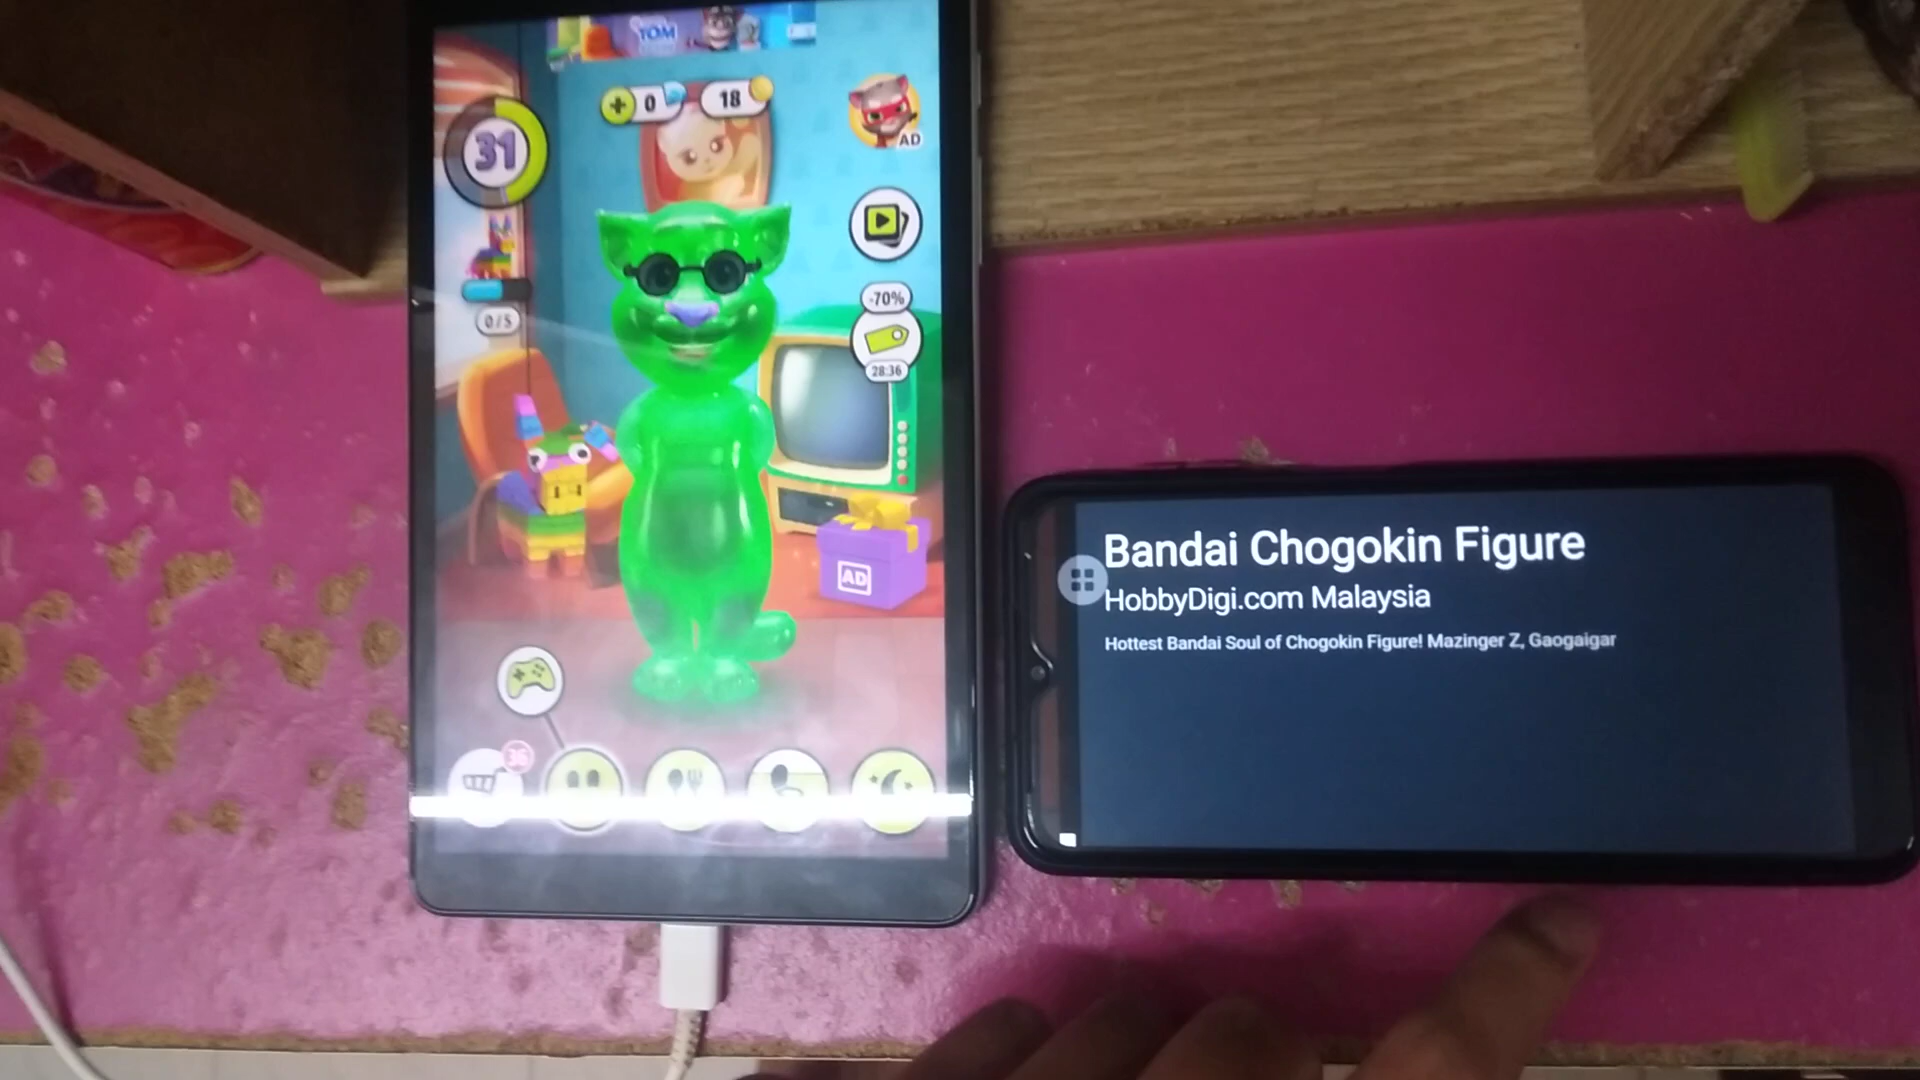 TOM
0
18
31
AD
-70%
28:36
0/5
AD
36
Bandai Chogokin Figure
HobbyDigi.com Malaysia
Hottest Bandai Soul of Chogokin Figure! Mazinger Z, Gaogaigar